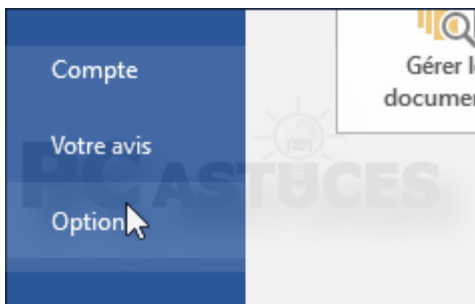 Compte
Gérer l
documen
Votre avis
PC ASTUCES
Option